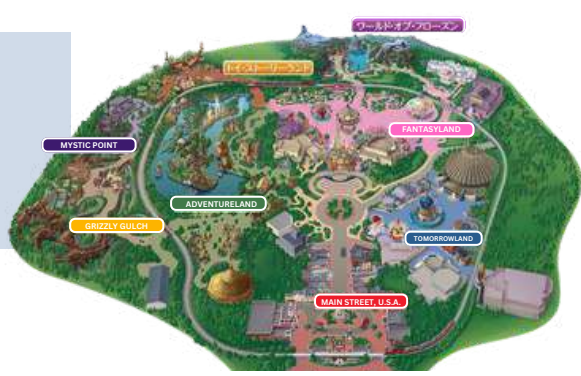 ワールド・オブ・フローズン
トイ・ストーリーランド
FANTASYLAND
MYSTIC POINT
ADVENTURELAND
GRIZZLY GULCH
TOMORROWLAND
MAIN STREET, U.S.A.